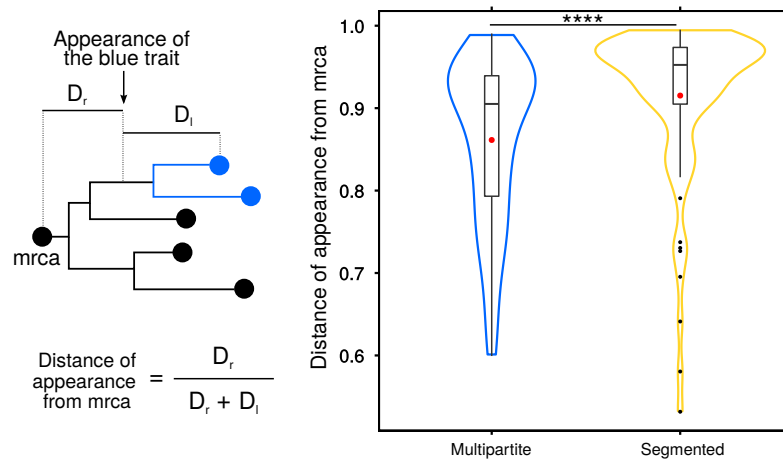 Appearance of
the blue trait
Dr
Dl
mrca
Distance of
appearance
from mrca
=
Dr
Dr + Dl
Distance of appearance from mrca
1.0
0.9
0.8
0.7
0.6
****
Multipartite
Segmented